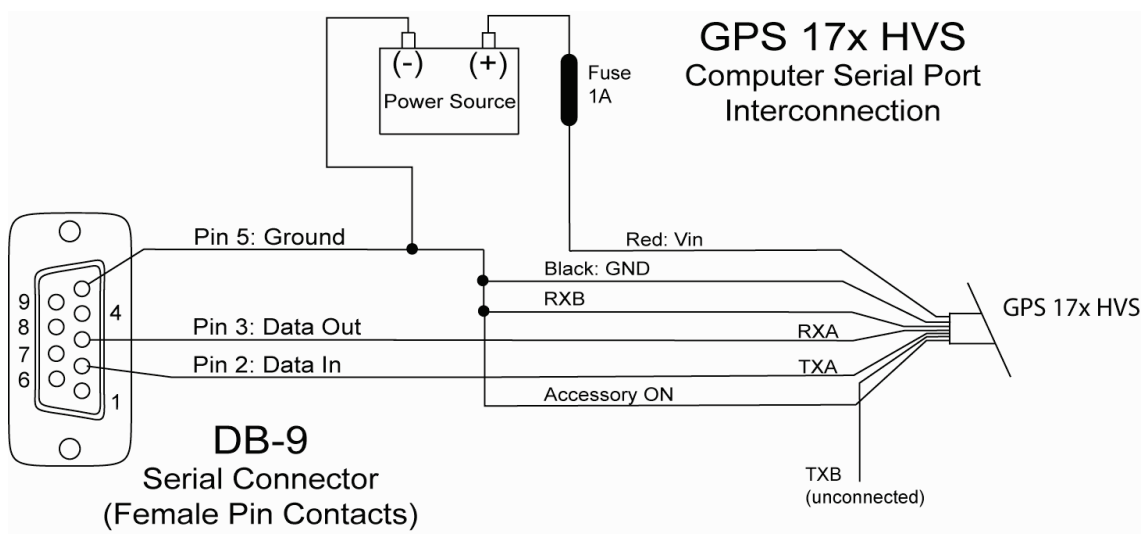 GPS 17x HVS
Computer Serial Port
Interconnection
(-) (+)
Power Source
Fuse
1A
Pin 5: Ground
Red: Vin
Black: GND
RXB
GPS 17x HVS
9
4
8
Pin 3: Data Out
RXA
7
Pin 2: Data In
TXA
6
Accessory ON
1
DB-9
Serial Connector
(Female Pin Contacts)
TXB
(unconnected)